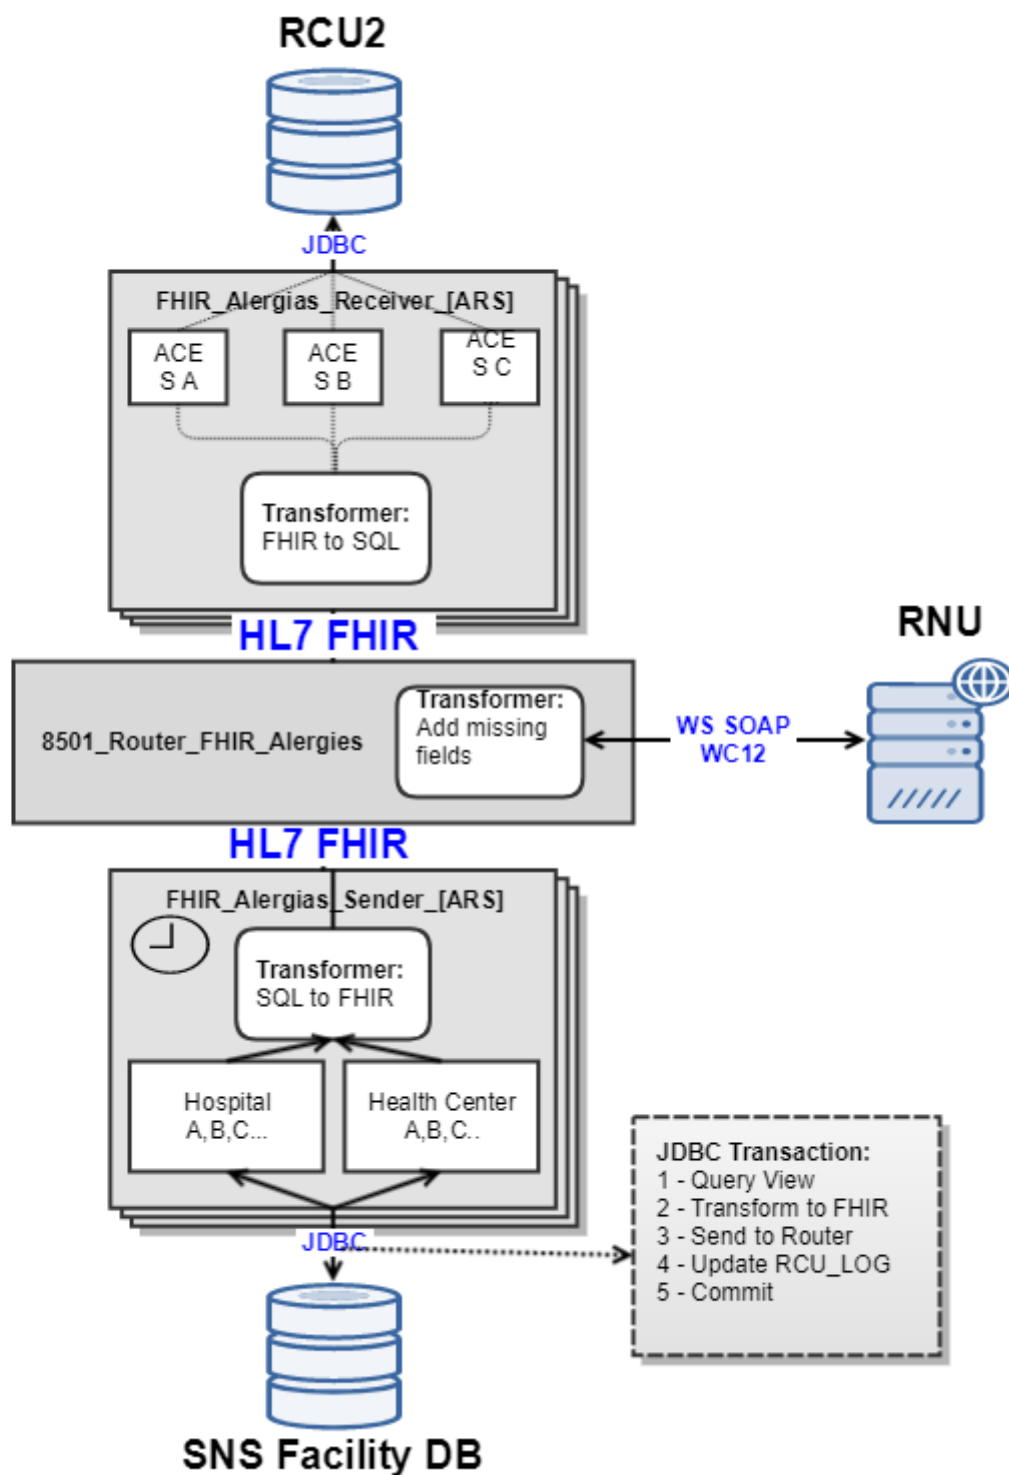 RCU2
JDBC
FHIR_Alergias_Receiver_[ARS]
ACE
S A
ACE
S B
ACE
S C
Transformer:
FHIR to SQL
HL7 FHIR
RNU
8501_Router_FHIR_Alergies
Transformer:
Add missing
fields
WS SOAP
WC12
HL7 FHIR
FHIR_Alergias_Sender_[ARS]
Transformer:
SQL to FHIR
Hospital
A,B,C...
Health Center
A,B,C..
JDBC
JDBC Transaction:
1 - Query View
2 - Transform to FHIR
3 - Send to Router
4 - Update RCU_LOG
5 - Commit
SNS Facility DB